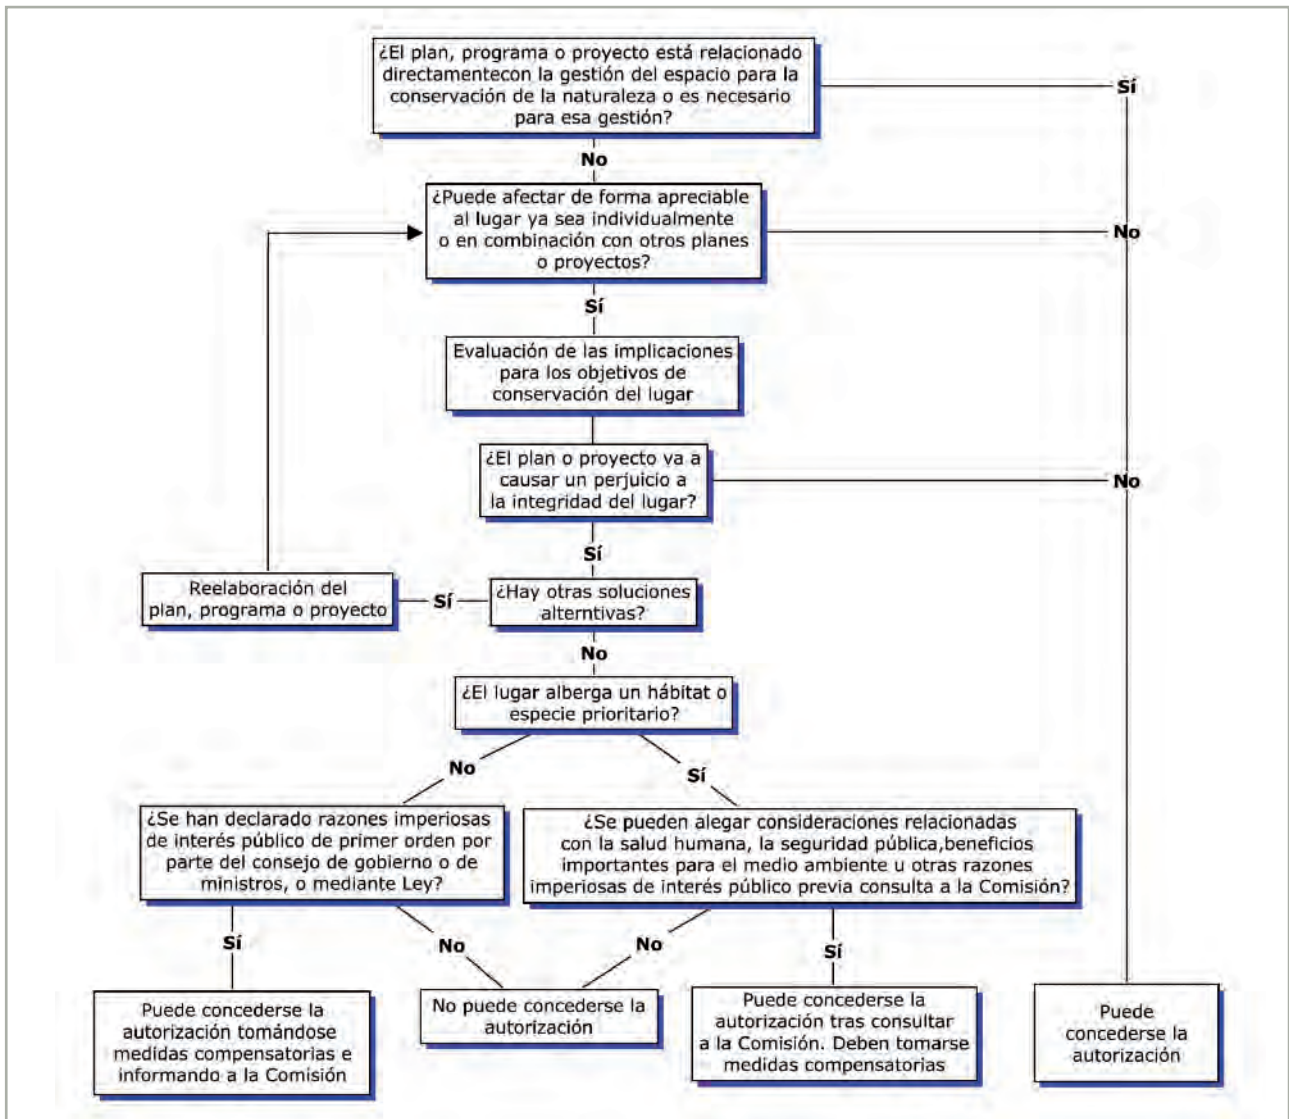 ¿El plan, programa o proyecto está relacionado
directamentecon la gestión del espacio para la
conservación de la naturaleza o es necesario
para esa gestión?
Sí
No
¿Puede afectar de forma apreciable
al lugar ya sea individualmente
o en combinación con otros planes
o proyectos?
No
Sí
Evaluación de las implicaciones
para los objetivos de
conservación del lugar
¿El plan o proyecto va a
causar un perjuicio a
la integridad del lugar?
No
Sí
Reelaboración del
plan, programa o proyecto
Sí
¿Hay otras soluciones
alterntivas?
No
¿El lugar alberga un hábitat o
especie prioritario?
No
Sí
¿Se han declarado razones imperiosas
de interés público de primer orden por
parte del consejo de gobierno o de
ministros, o mediante Ley?
¿Se pueden alegar consideraciones relacionadas
con la salud humana, la seguridad pública,beneficios
importantes para el medio ambiente u otras razones
imperiosas de interés público previa consulta a la Comisión?
Sí
No
No
Sí
Puede concederse la
autorización tomándose
medidas compensatorias e
informando a la Comisión
No puede concederse la
autorización
Puede concederse la
autorización tras consultar
a la Comisión. Deben tomarse
medidas compensatorias
Puede
concederse la
autorización